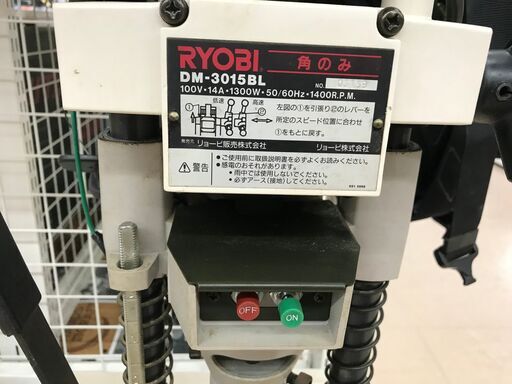 RYOBI 角のみ
DM-3015BL NO.
100V・14A・1300W・50/60Hz・1400R.P.M.
低速 高速
① ②
左図の①を引張り②のレバーを
所定のスピード位置に合わせ
①をもとに戻す。
発売元 リョービ販売株式会社 リョービ株式会社
警告
●ご使用前に取扱説明書を必ずよくお読みください。
●感電のおそれがあります。
・雨中では使用しないでください。
・必ずアース(接地)してください。
OFF
ON